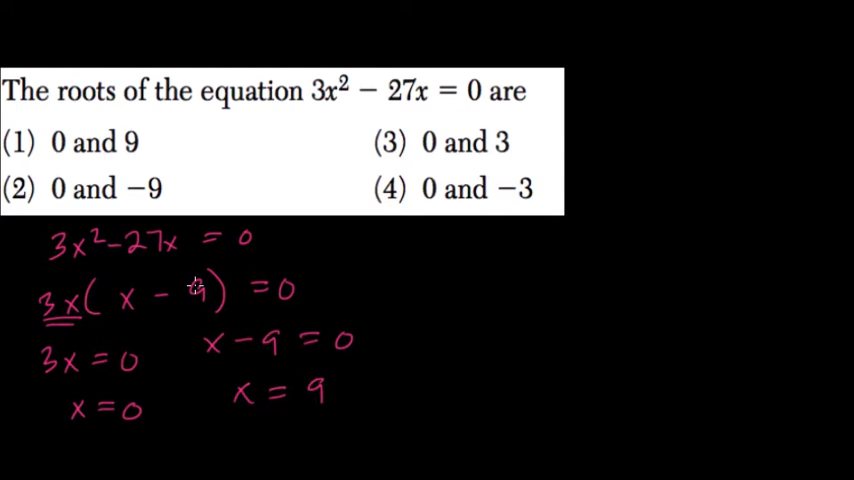 The roots of the equation 3x² − 27x = 0 are
(1) 0 and 9 (3) 0 and 3
(2) 0 and −9 (4) 0 and −3
3x² - 27x = 0
3x( x - 9) = 0
3x = 0 x - 9 = 0
x = 0 x = 9